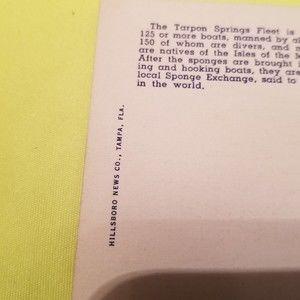 The Tarpon Springs Fleet is
125 or more boats, manned by
150 of whom are divers, and
are natives of the Isles of the
After the sponges are brought
ing and hooking boats, they are
local Sponge Exchange, said to
in the world.
HILLSBORO NEWS CO., TAMPA, FLA.